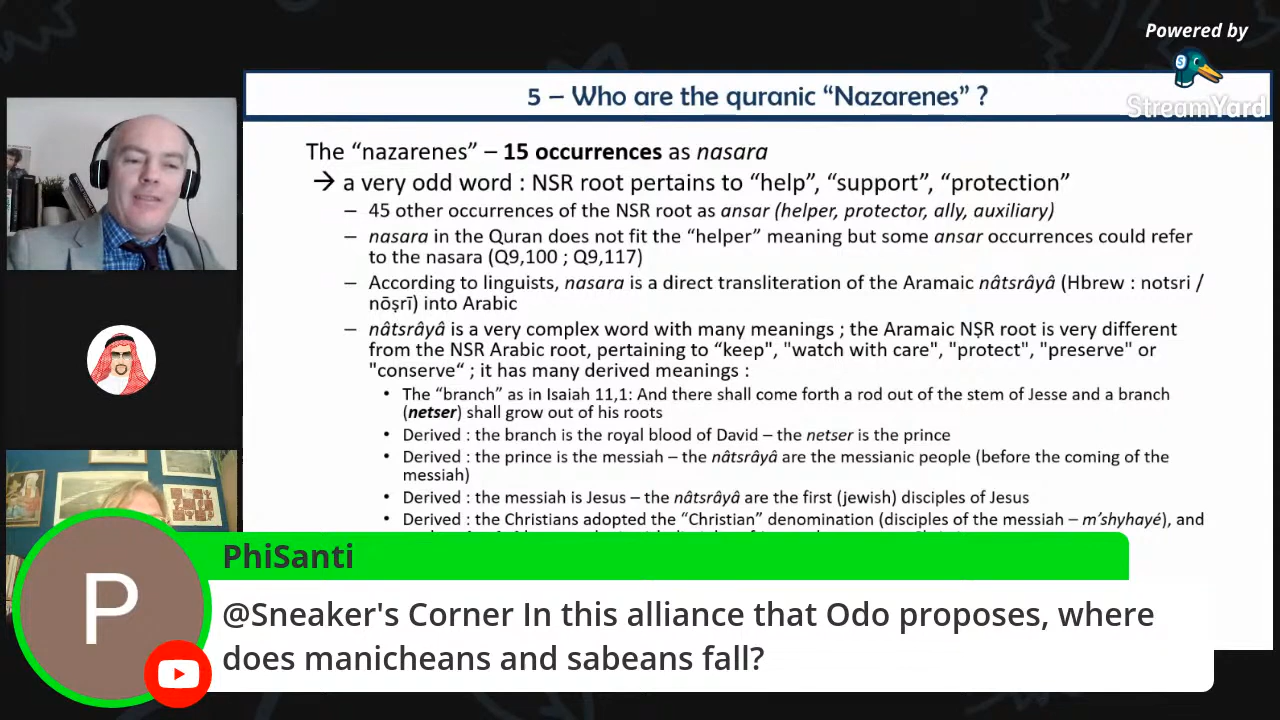 Powered by
StreamYard
5 – Who are the quranic “Nazarenes” ?
The “nazarenes” – 15 occurrences as nasara
→ a very odd word : NSR root pertains to “help”, “support”, “protection”
– 45 other occurrences of the NSR root as ansar (helper, protector, ally, auxiliary)
– nasara in the Quran does not fit the “helper” meaning but some ansar occurrences could refer
to the nasara (Q9,100 ; Q9,117)
– According to linguists, nasara is a direct transliteration of the Aramaic nâtsrâyâ (Hbrew : notsri /
nōṣrī) into Arabic
– nâtsrâyâ is a very complex word with many meanings ; the Aramaic NṢR root is very different
from the NSR Arabic root, pertaining to “keep", "watch with care", "protect", "preserve" or
"conserve“ ; it has many derived meanings :
• The “branch” as in Isaiah 11,1: And there shall come forth a rod out of the stem of Jesse and a branch
(netser) shall grow out of his roots
• Derived : the branch is the royal blood of David – the netser is the prince
• Derived : the prince is the messiah – the nâtsrâyâ are the messianic people (before the coming of the
messiah)
• Derived : the messiah is Jesus – the nâtsrâyâ are the first (jewish) disciples of Jesus
• Derived : the Christians adopted the “Christian” denomination (disciples of the messiah – m’shyhayé), and
P
PhiSanti
@Sneaker's Corner In this alliance that Odo proposes, where
does manicheans and sabeans fall?